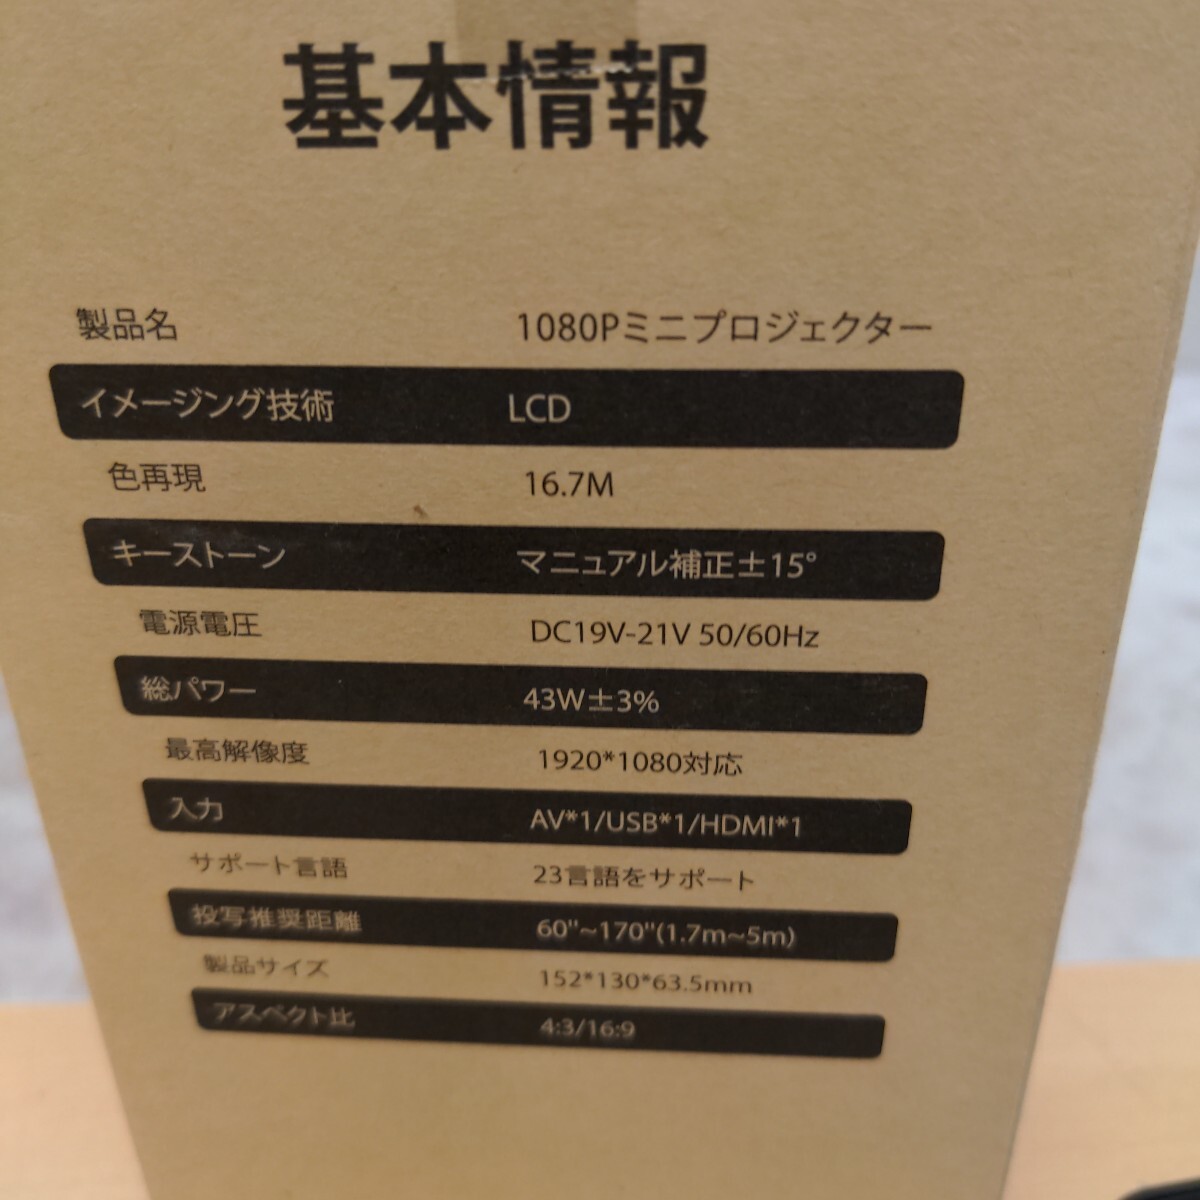 基本情報
製品名 1080Pミニプロジェクター
イメージング技術 LCD
色再現 16.7M
キーストーン マニュアル補正±15°
電源電圧 DC19V-21V 50/60Hz
総パワー 43W±3%
最高解像度 1920*1080対応
入力 AV*1/USB*1/HDMI*1
サポート言語 23言語をサポート
投写推奨距離 60"~170"(1.7m~5m)
製品サイズ 152*130*63.5mm
アスペクト比 4:3/16:9